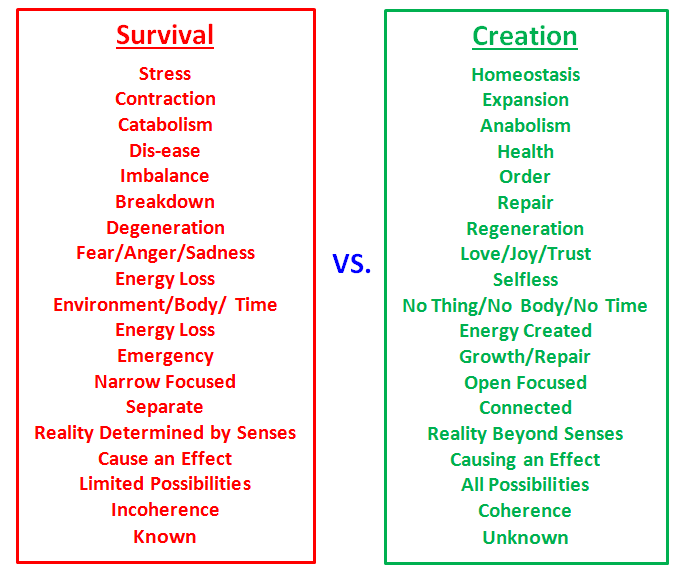 Survival
Stress
Contraction
Catabolism
Dis-ease
Imbalance
Breakdown
Degeneration
Fear/Anger/Sadness
Energy Loss
Environment/Body/ Time
Energy Loss
Emergency
Narrow Focused
Separate
Reality Determined by Senses
Cause an Effect
Limited Possibilities
Incoherence
Known
VS.
Creation
Homeostasis
Expansion
Anabolism
Health
Order
Repair
Regeneration
Love/Joy/Trust
Selfless
No Thing/No Body/No Time
Energy Created
Growth/Repair
Open Focused
Connected
Reality Beyond Senses
Causing an Effect
All Possibilities
Coherence
Unknown